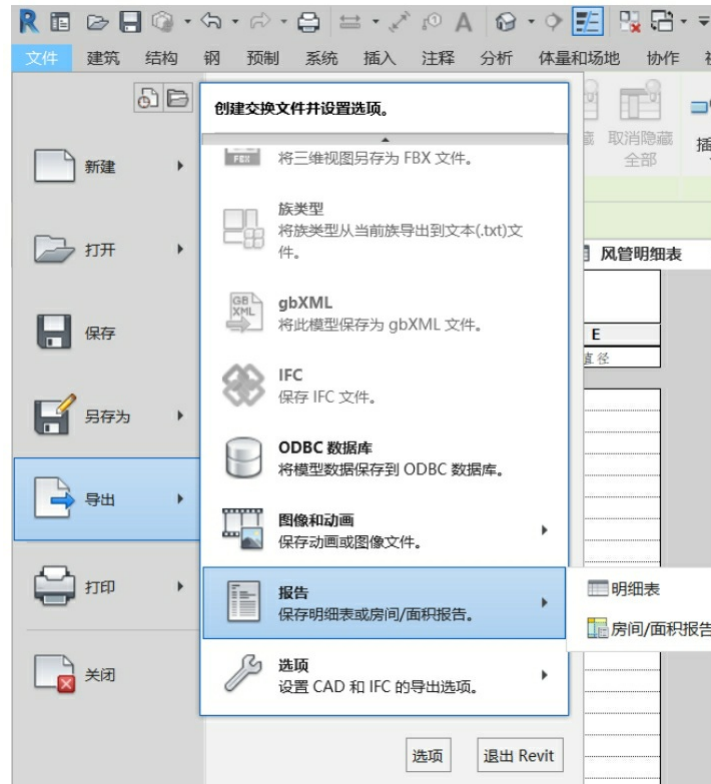 R
A
文件 建筑 结构 钢 预制 系统 插入 注释 分析 体量和场地 协作
创建交换文件并设置选项。
取消隐藏
全部
插
新建
FBX
将三维视图另存为 FBX 文件。
族类型
将族类型从当前族导出到文本(.txt)文
件。
打开
风管明细表
GB
XML
gbXML
将此模型保存为 gbXML 文件。
保存
E
直径
IFC
保存 IFC 文件。
另存为
ODBC 数据库
将模型数据保存到 ODBC 数据库。
导出
图像和动画
保存动画或图像文件。
打印
报告
保存明细表或房间/面积报告。
明细表
房间/面积报告
关闭
选项
设置 CAD 和 IFC 的导出选项。
选项 退出 Revit